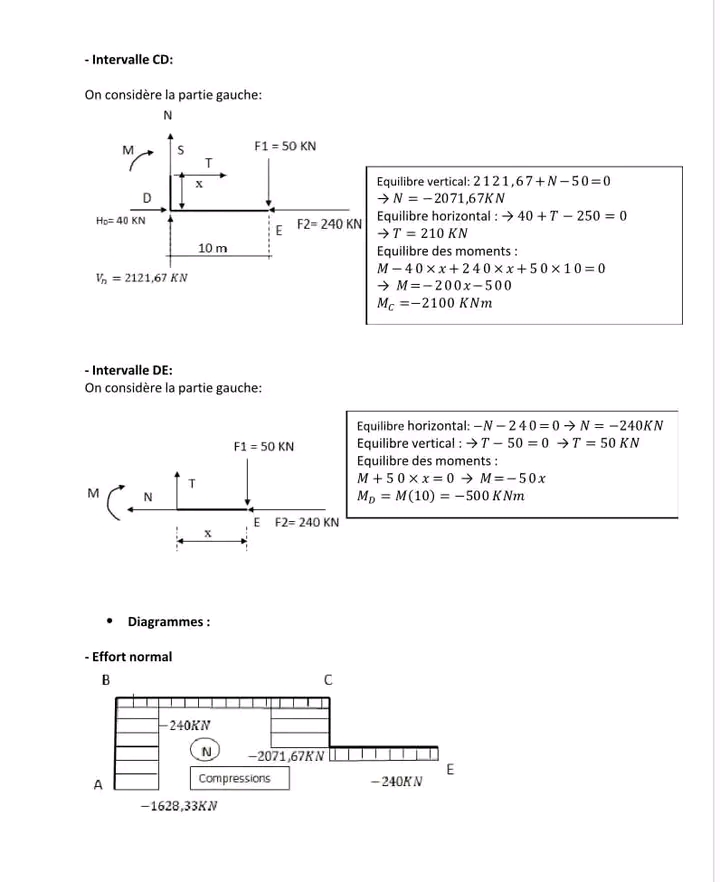 - Intervalle CD:
On considère la partie gauche:
N
M
S
F1 = 50 KN
T
x
D
H₀= 40 KN
E
F2= 240 KN
10 m
Vₙ = 2121,67 KN
Equilibre vertical: 2121,67+N−50=0
→ N = −2071,67KN
Equilibre horizontal : → 40 + T − 250 = 0
→ T = 210 KN
Equilibre des moments :
M−40×x+240×x+50×10=0
→ M=−200x−500
M_C =−2100 KNm
- Intervalle DE:
On considère la partie gauche:
F1 = 50 KN
T
M
N
E F2= 240 KN
x
Equilibre horizontal: −N−240=0 → N = −240KN
Equilibre vertical : → T − 50 = 0 → T = 50 KN
Equilibre des moments :
M+50×x=0 → M=−50x
M_D = M(10) = −500 KNm
• Diagrammes :
- Effort normal
B
C
−240KN
N
−2071,67KN
E
A
Compressions
−240KN
−1628,33KN